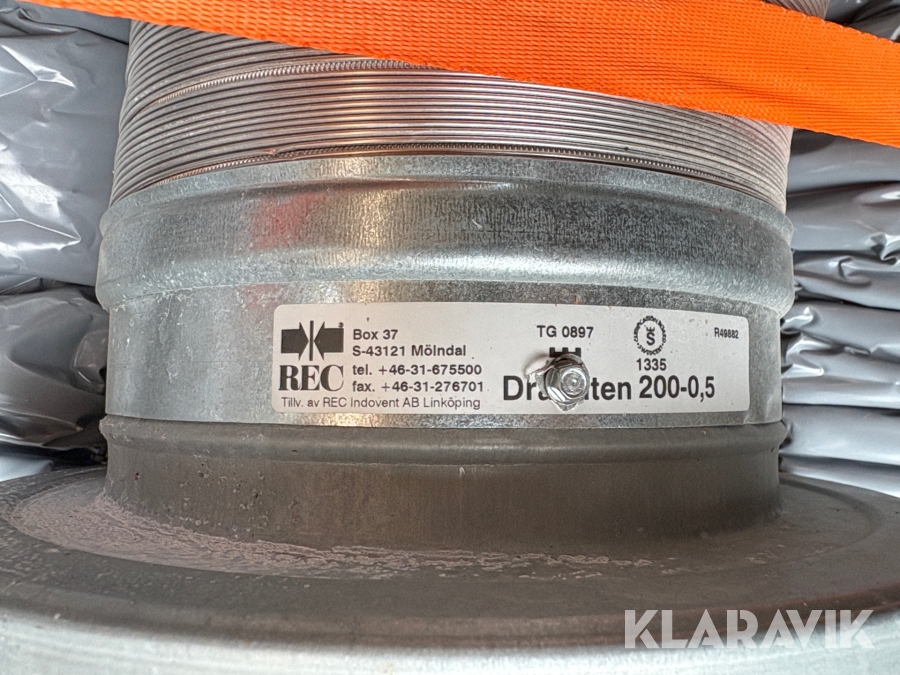 REC
Box 37
S-43121 Mölndal
tel. +46-31-675500
fax. +46-31-276701
Tillv. av REC Indovent AB Linköping
TG 0897
1335
R49882
200-0,5
KLARAVIK